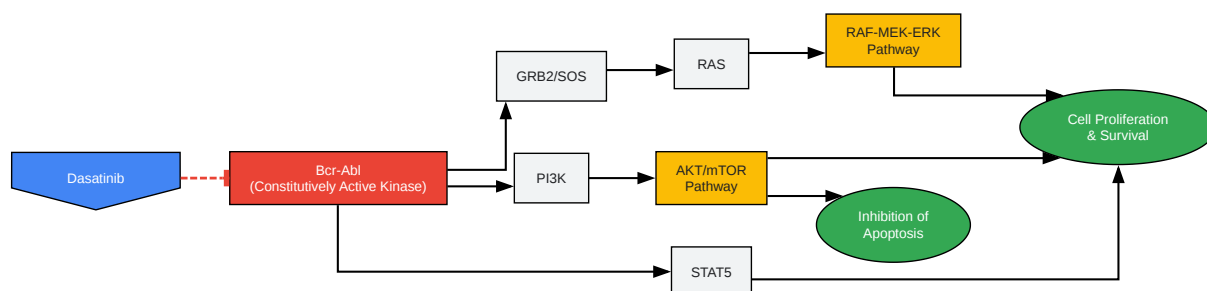 RAF-MEK-ERK
Pathway
RAS
GRB2/SOS
Cell Proliferation
& Survival
Dasatinib
Bcr-Abl
(Constitutively Active Kinase)
PI3K
AKT/mTOR
Pathway
Inhibition of
Apoptosis
STAT5